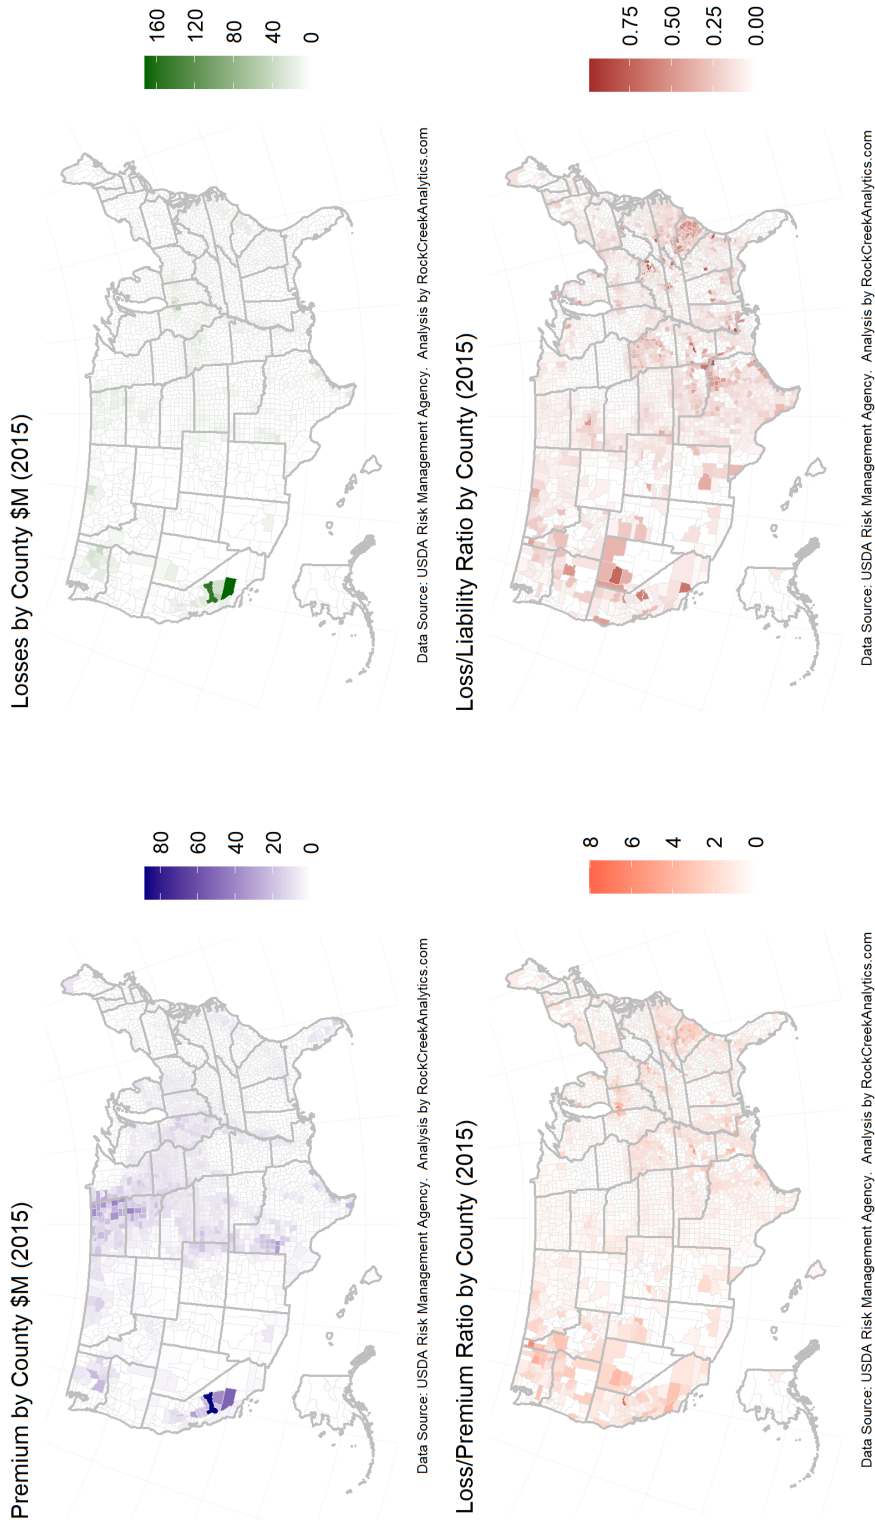 Premium by County $M (2015)
80
60
40
20
0
Data Source: USDA Risk Management Agency.  Analysis by RockCreekAnalytics.com
Losses by County $M (2015)
160
120
80
40
0
Data Source: USDA Risk Management Agency.  Analysis by RockCreekAnalytics.com
Loss/Premium Ratio by County (2015)
8
6
4
2
0
Data Source: USDA Risk Management Agency.  Analysis by RockCreekAnalytics.com
Loss/Liability Ratio by County (2015)
0.75
0.50
0.25
0.00
Data Source: USDA Risk Management Agency.  Analysis by RockCreekAnalytics.com